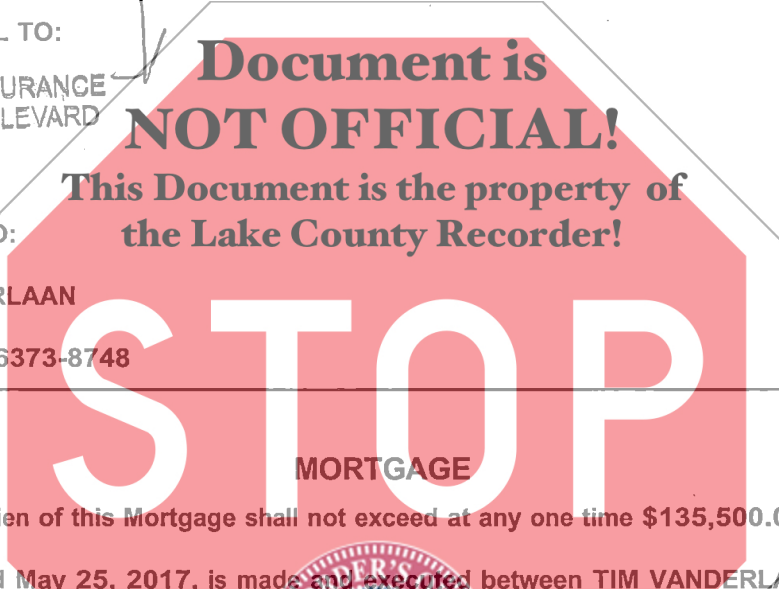 L TO:
Document is
URANCE
LEVARD
NOT OFFICIAL!
This Document is the property of
the Lake County Recorder!
O:
RLAAN
6373-8748
STOP
MORTGAGE
ien of this Mortgage shall not exceed at any one time $135,500.0
d May 25, 2017, is made and executed between TIM VANDERLA
DER'S